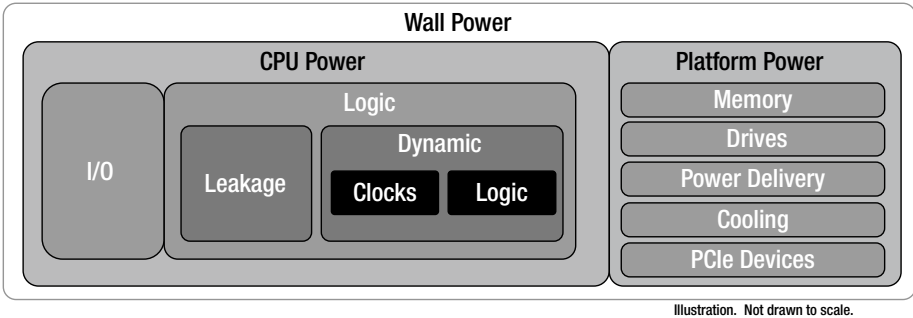 Wall Power
CPU Power
I/O
Logic
Leakage
Dynamic
Clocks
Logic
Platform Power
Memory
Drives
Power Delivery
Cooling
PCIe Devices
Illustration. Not drawn to scale.